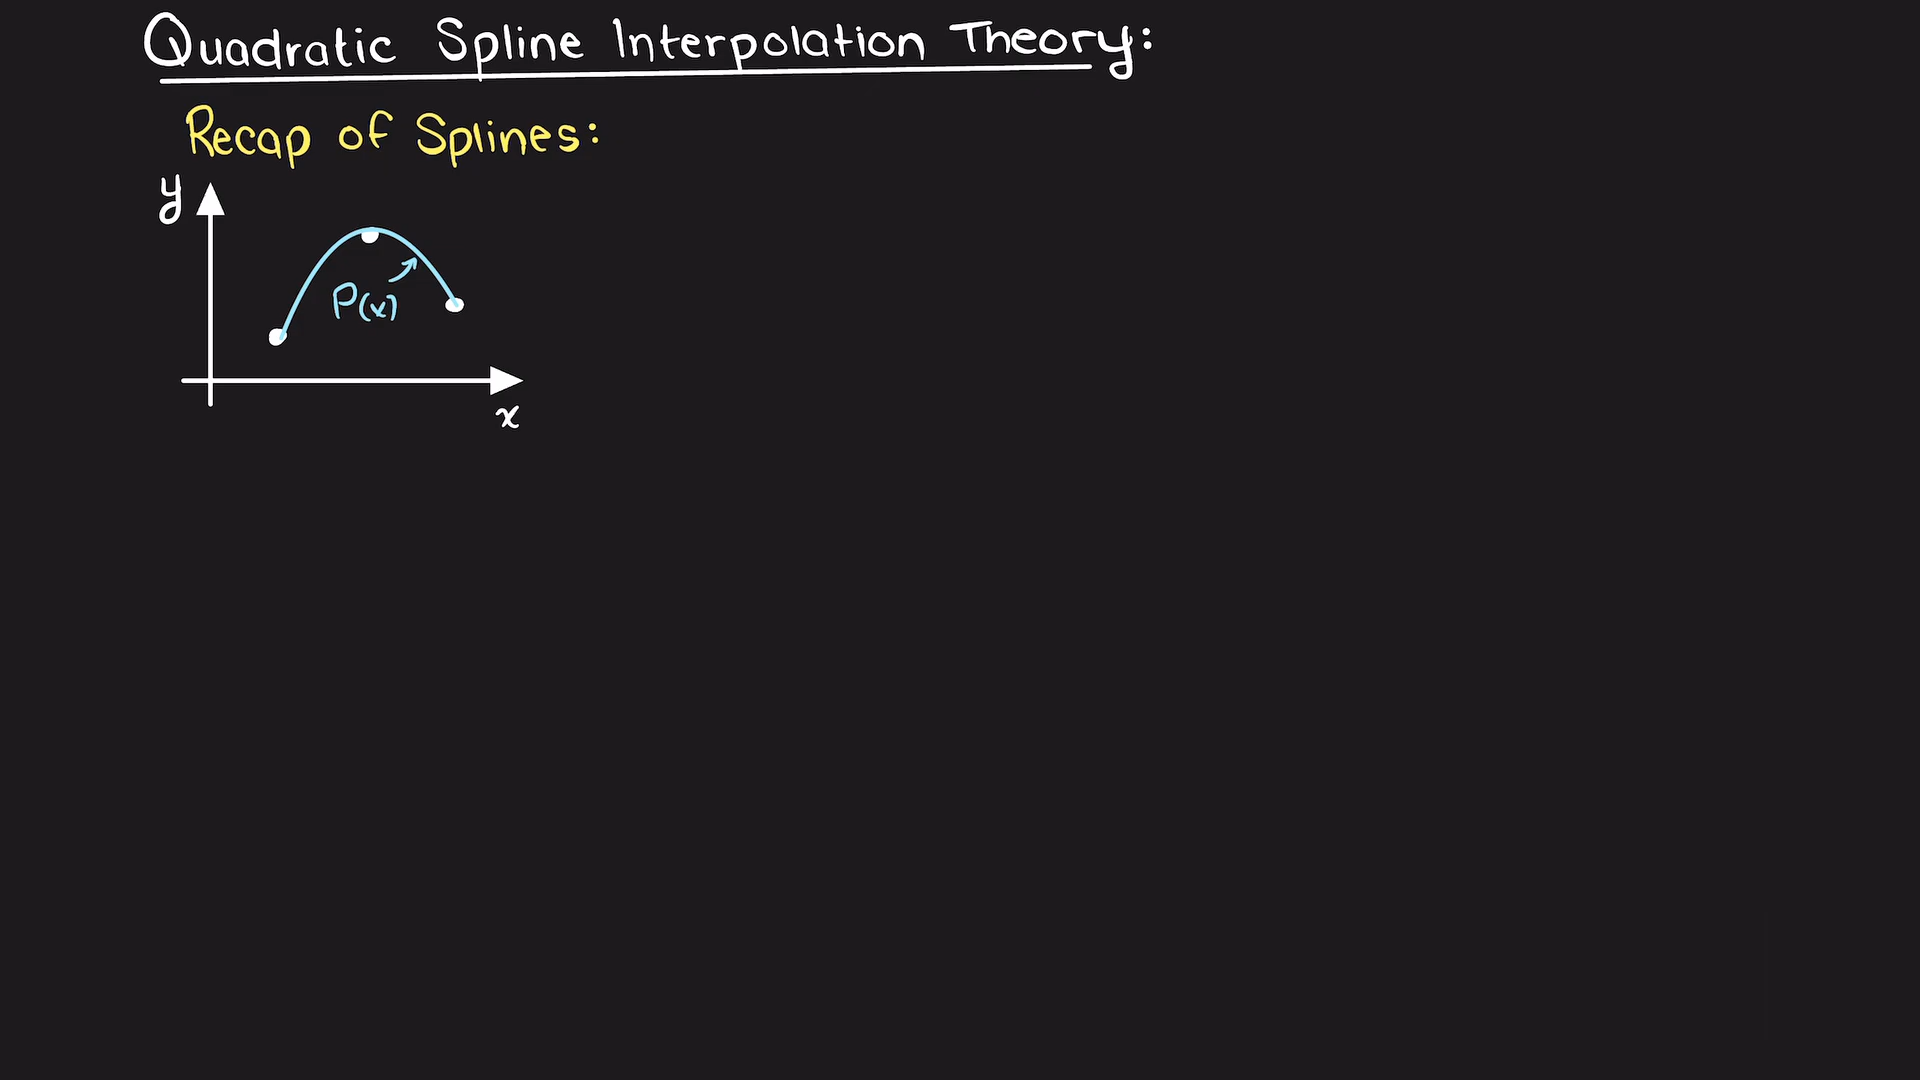 Quadratic Spline Interpolation Theory:
Recap of Splines:
y
P(x)
x